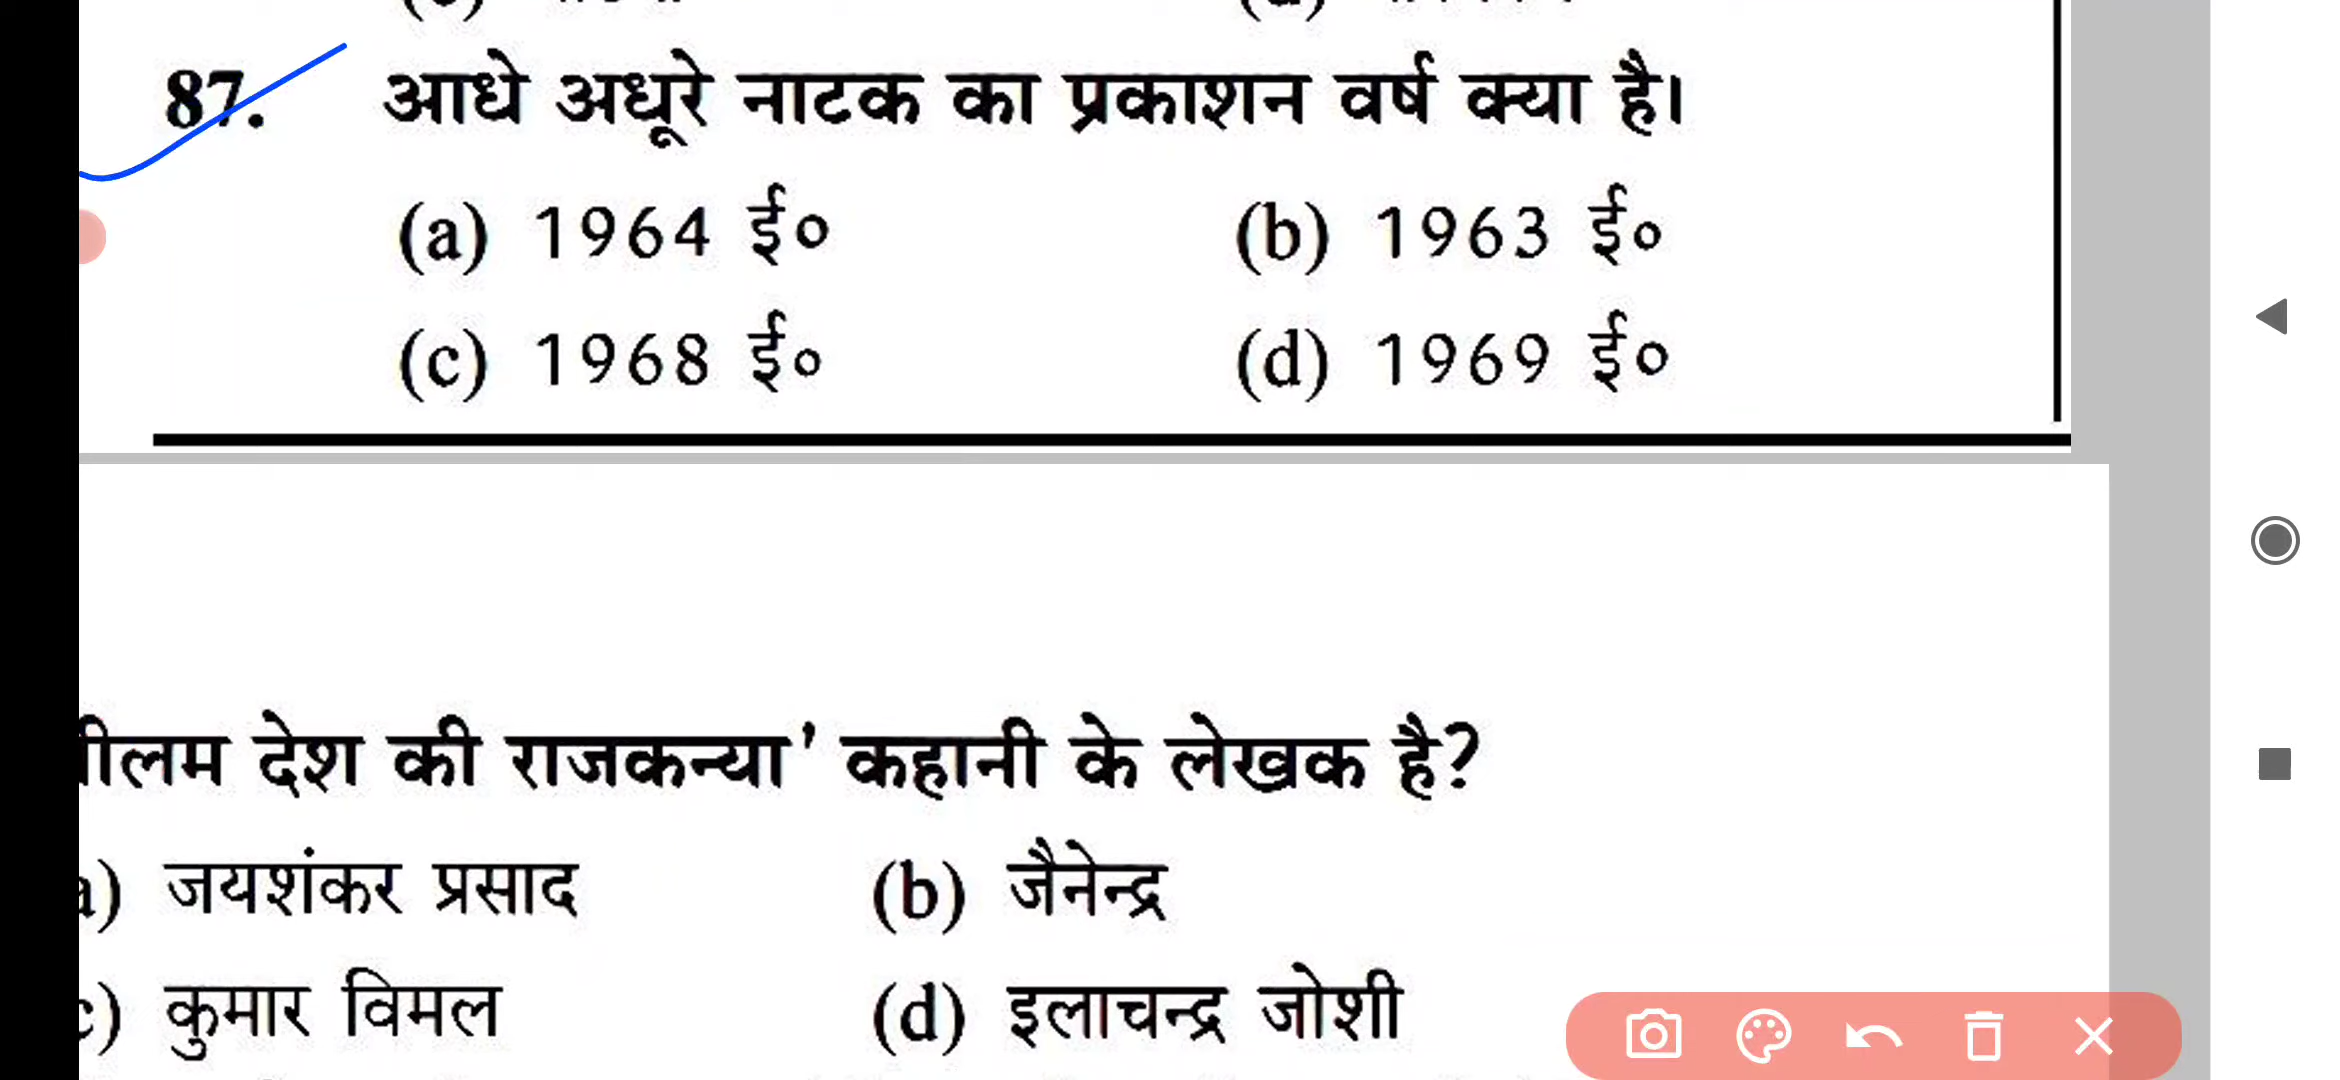 87. आधे अधूरे नाटक का प्रकाशन वर्ष क्या है।
(a) 1964 ई० (b) 1963 ई०
(c) 1968 ई० (d) 1969 ई०
देश की राजकन्या' कहानी के लेखक है?
a) जयशंकर प्रसाद (b) जैनेन्द्र
c) कुमार विमल (d) इलाचन्द्र जोशी